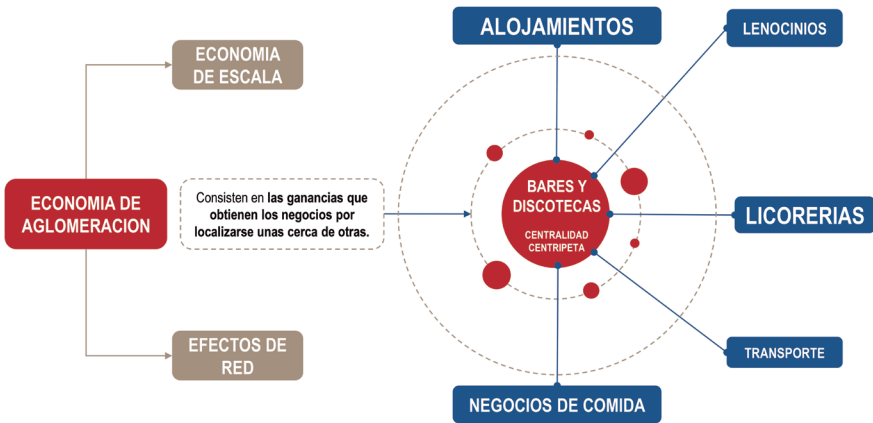 ECONOMIA
DE ESCALA
ECONOMIA DE
AGLOMERACION
Consisten en las ganancias que
obtienen los negocios por
localizarse unas cerca de otras.
EFECTOS DE
RED
ALOJAMIENTOS
LENOCINIOS
BARES Y
DISCOTECAS
CENTRALIDAD
CENTRIPETA
LICORERIAS
TRANSPORTE
NEGOCIOS DE COMIDA